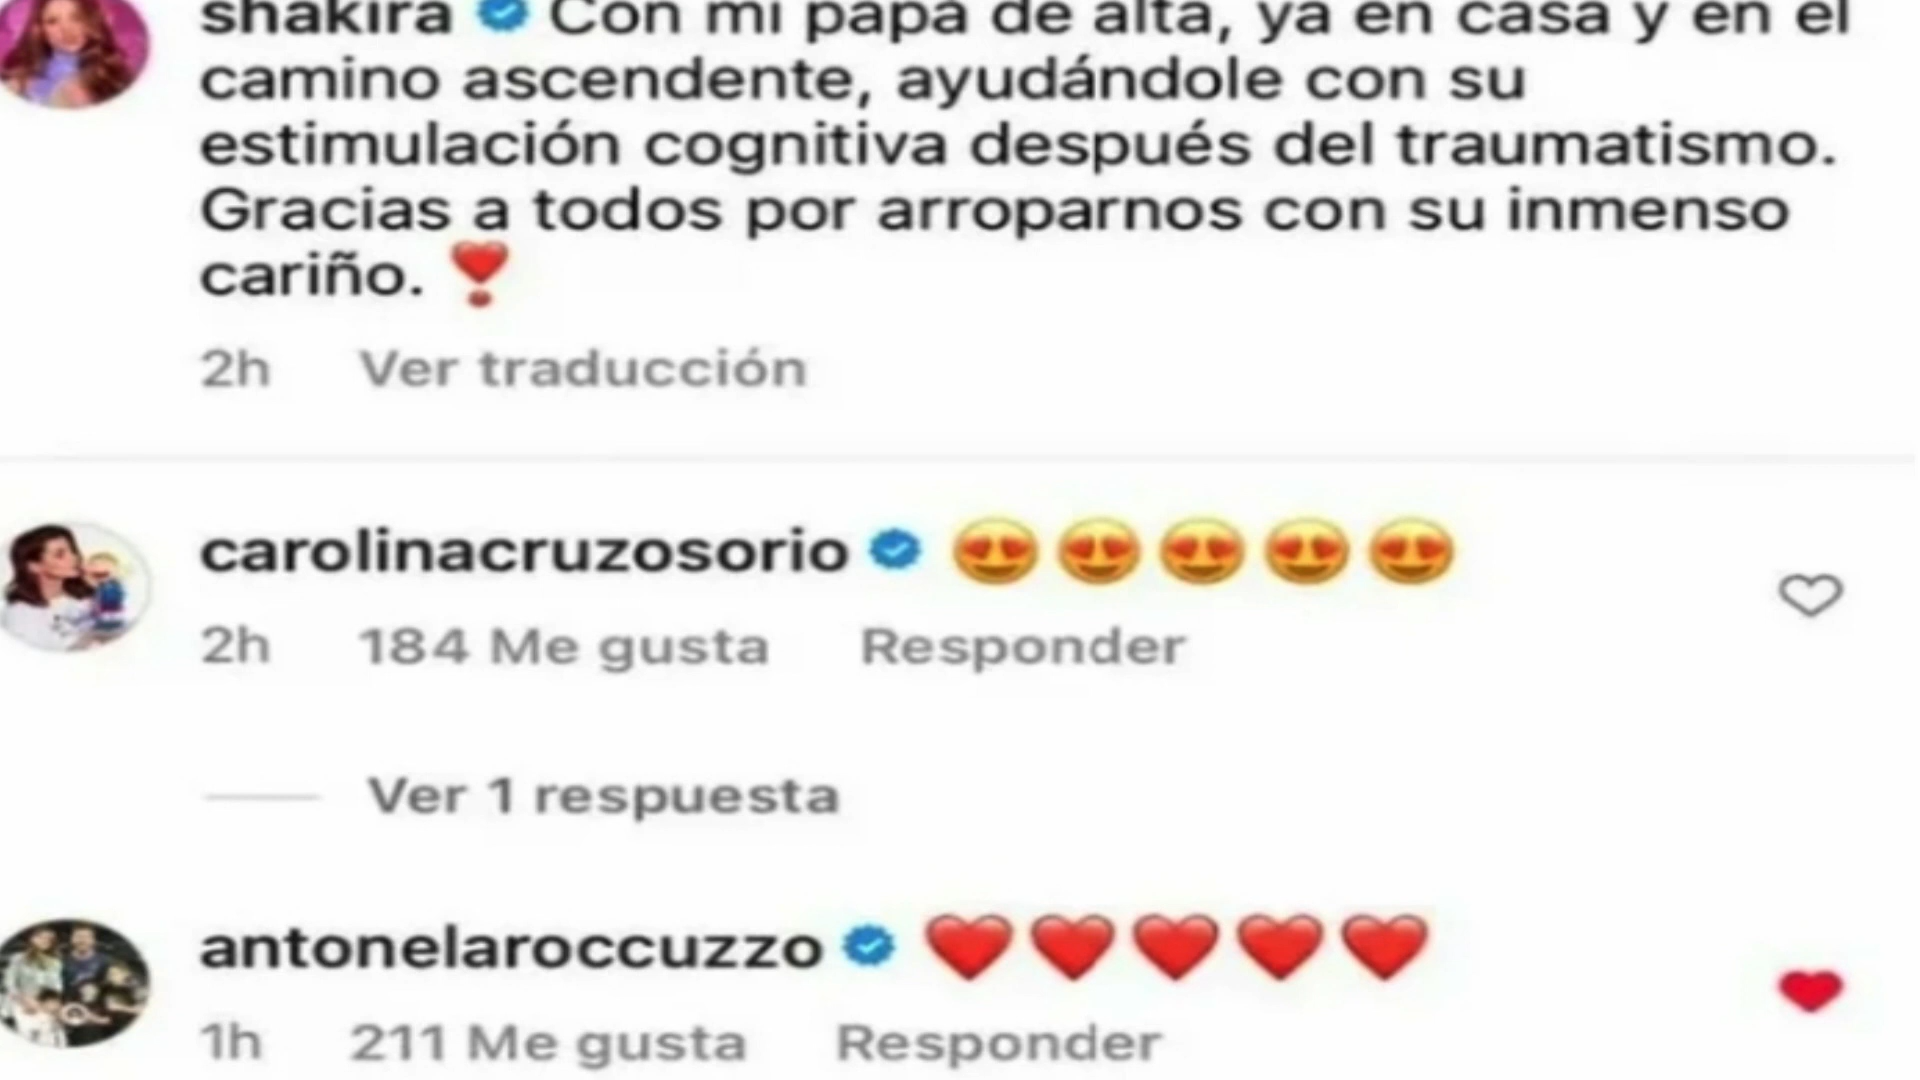 shakira Con mi papá de alta, ya en casa y en el
camino ascendente, ayudándole con su
estimulación cognitiva después del traumatismo.
Gracias a todos por arroparnos con su inmenso
cariño. ❣️
2h Ver traducción
carolinacruzosorio 😍😍😍😍😍
2h 184 Me gusta Responder
Ver 1 respuesta
antonelaroccuzzo ❤️❤️❤️❤️❤️
1h 211 Me gusta Responder